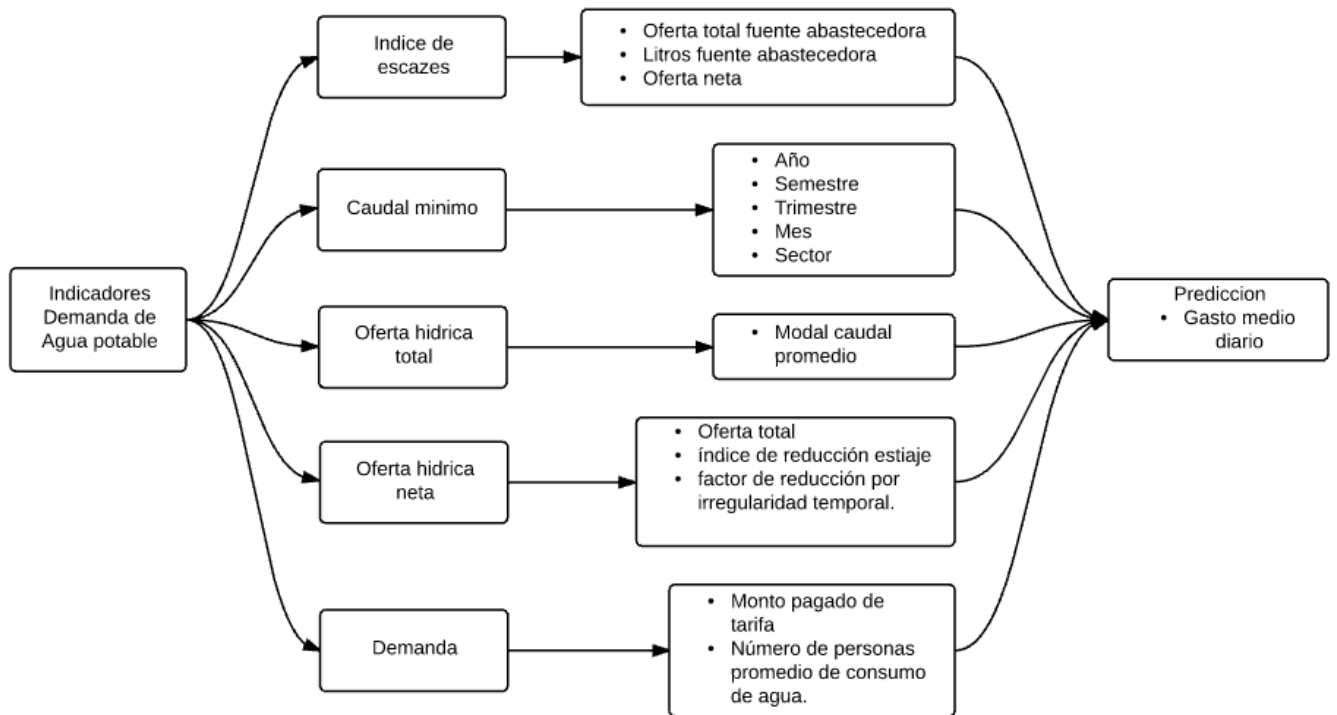 Indice de
escazes
• Oferta total fuente abastecedora
• Litros fuente abastecedora
• Oferta neta
Caudal minimo
• Año
• Semestre
• Trimestre
• Mes
• Sector
Indicadores
Demanda de
Agua potable
Oferta hidrica
total
• Modal caudal
promedio
Prediccion
• Gasto medio
diario
Oferta hidrica
neta
• Oferta total
• índice de reducción estiaje
• factor de reducción por
irregularidad temporal.
Demanda
• Monto pagado de
tarifa
• Número de personas
promedio de consumo
de agua.